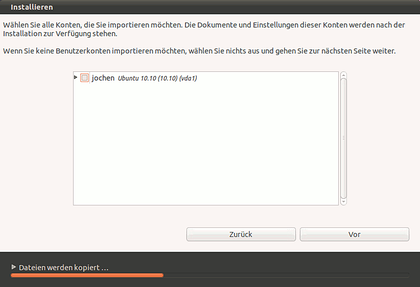 Installieren
Wählen Sie alle Konten, die Sie importieren möchten. Die Dokumente und Einstellungen dieser Konten werden nach der
Installation zur Verfügung stehen.
Wenn Sie keine Benutzerkonten importieren möchten, wählen Sie nichts aus und gehen Sie zur nächsten Seite weiter.
jochen Ubuntu 10.10 (10.10) (vda1)
Zurück
Vor
Dateien werden kopiert ...